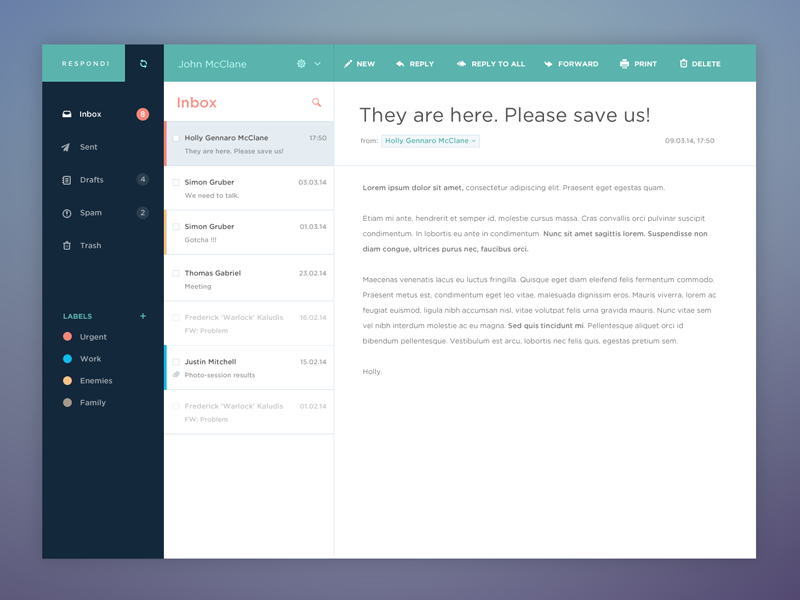 RESPONDI
John McClane
NEW REPLY REPLY TO ALL FORWARD PRINT DELETE
Inbox 8
Sent
Drafts 4
Spam 2
Trash
LABELS +
Urgent
Work
Enemies
Family
Inbox
Holly Gennaro McClane 17:50
They are here. Please save us!
Simon Gruber 03.03.14
We need to talk.
Simon Gruber 01.03.14
Gotcha !!!
Thomas Gabriel 23.02.14
Meeting
Frederick 'Warlock' Kaludis 16.02.14
FW: Problem
Justin Mitchell 15.02.14
Photo-session results
Frederick 'Warlock' Kaludis 01.02.14
FW: Problem
They are here. Please save us!
from: Holly Gennaro McClane 09.03.14, 17:50
Lorem ipsum dolor sit amet, consectetur adipiscing elit. Praesent eget egestas quam.
Etiam mi ante, hendrerit et semper id, molestie cursus massa. Cras convallis orci pulvinar suscipit
condimentum. In lobortis eu ante in condimentum. Nunc sit amet sagittis lorem. Suspendisse non
diam congue, ultrices purus nec, faucibus orci.
Maecenas venenatis lacus eu luctus fringilla. Quisque eget diam eleifend felis fermentum commodo.
Praesent metus est, condimentum eget leo vitae, malesuada dignissim eros. Mauris viverra, lorem ac
feugiat euismod, ligula nibh accumsan nisl, vitae volutpat felis urna gravida mauris. Nunc vitae sem
vel nibh interdum molestie ac eu magna. Sed quis tincidunt mi. Pellentesque aliquet orci id
bibendum pellentesque. Vestibulum est arcu, lobortis nec felis quis, egestas pretium sem.
Holly.